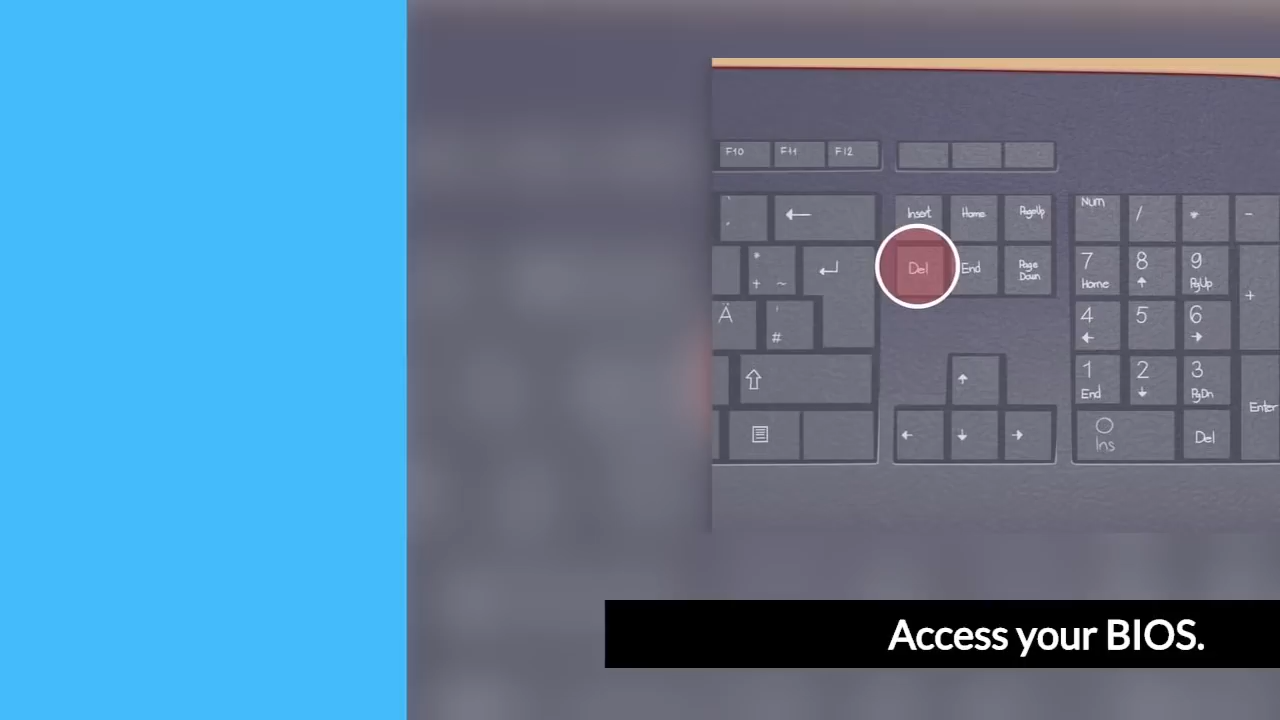 F10 F11 F12
Insert Home PageUp Num / * -
Del End Page Down 7 Home 8 9 PgUp +
* + ~
Ä ' # 4 5 6
1 End 2 3 PgDn Enter
0 Ins Del
Access your BIOS.